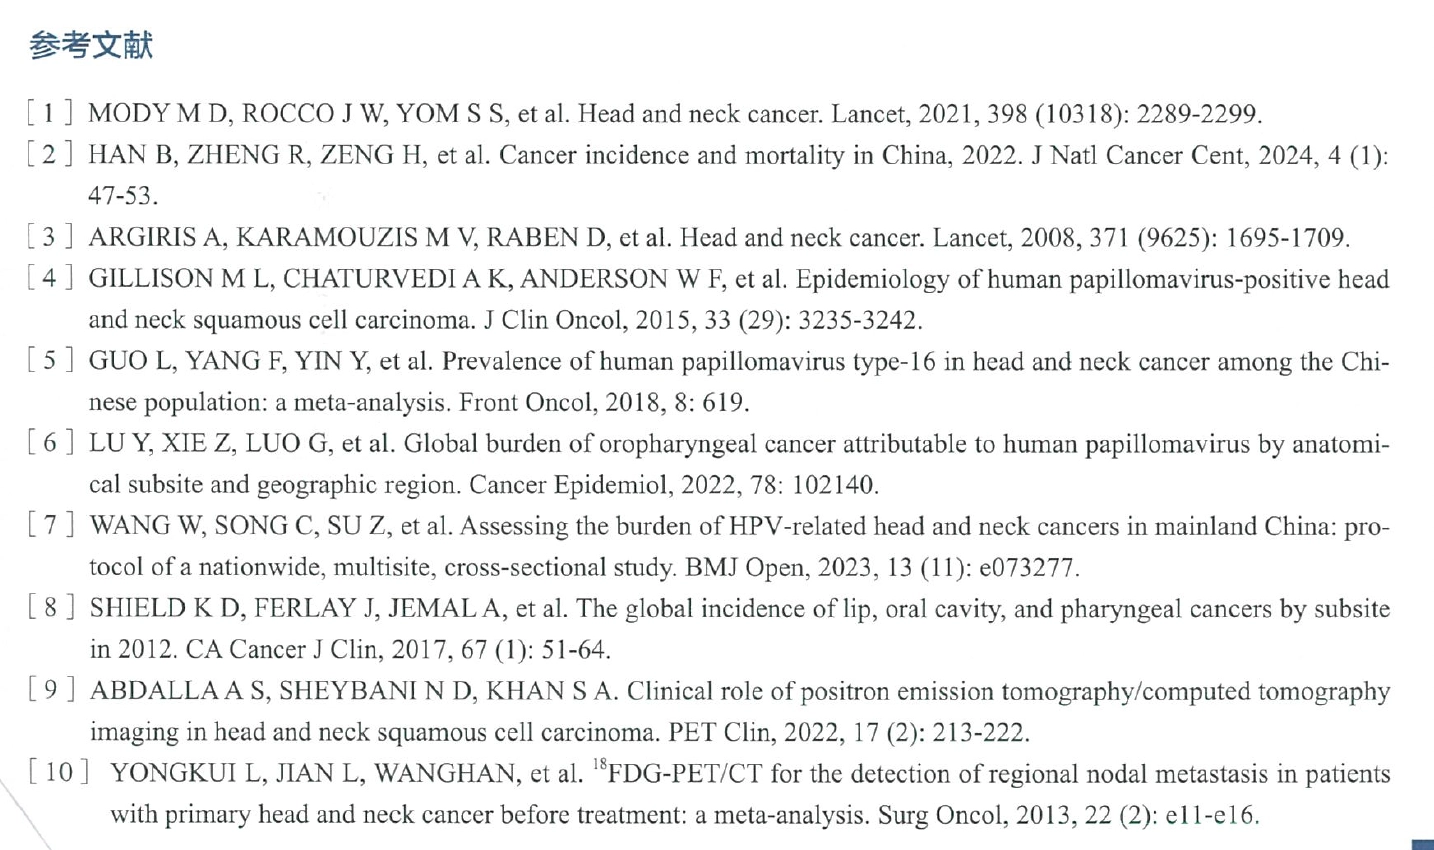 参考文献
[ 1 ] MODY M D, ROCCO J W, YOM S S, et al. Head and neck cancer. Lancet, 2021, 398 (10318): 2289-2299.
[ 2 ] HAN B, ZHENG R, ZENG H, et al. Cancer incidence and mortality in China, 2022. J Natl Cancer Cent, 2024, 4 (1):
47-53.
[ 3 ] ARGIRIS A, KARAMOUZIS M V, RABEN D, et al. Head and neck cancer. Lancet, 2008, 371 (9625): 1695-1709.
[ 4 ] GILLISON M L, CHATURVEDI A K, ANDERSON W F, et al. Epidemiology of human papillomavirus-positive head
and neck squamous cell carcinoma. J Clin Oncol, 2015, 33 (29): 3235-3242.
[ 5 ] GUO L, YANG F, YIN Y, et al. Prevalence of human papillomavirus type-16 in head and neck cancer among the Chi-
nese population: a meta-analysis. Front Oncol, 2018, 8: 619.
[ 6 ] LU Y, XIE Z, LUO G, et al. Global burden of oropharyngeal cancer attributable to human papillomavirus by anatomi-
cal subsite and geographic region. Cancer Epidemiol, 2022, 78: 102140.
[ 7 ] WANG W, SONG C, SU Z, et al. Assessing the burden of HPV-related head and neck cancers in mainland China: pro-
tocol of a nationwide, multisite, cross-sectional study. BMJ Open, 2023, 13 (11): e073277.
[ 8 ] SHIELD K D, FERLAY J, JEMAL A, et al. The global incidence of lip, oral cavity, and pharyngeal cancers by subsite
in 2012. CA Cancer J Clin, 2017, 67 (1): 51-64.
[ 9 ] ABDALLA A S, SHEYBANI N D, KHAN S A. Clinical role of positron emission tomography/computed tomography
imaging in head and neck squamous cell carcinoma. PET Clin, 2022, 17 (2): 213-222.
[ 10 ] YONGKUI L, JIAN L, WANGHAN, et al. ¹⁸FDG-PET/CT for the detection of regional nodal metastasis in patients
with primary head and neck cancer before treatment: a meta-analysis. Surg Oncol, 2013, 22 (2): e11-e16.